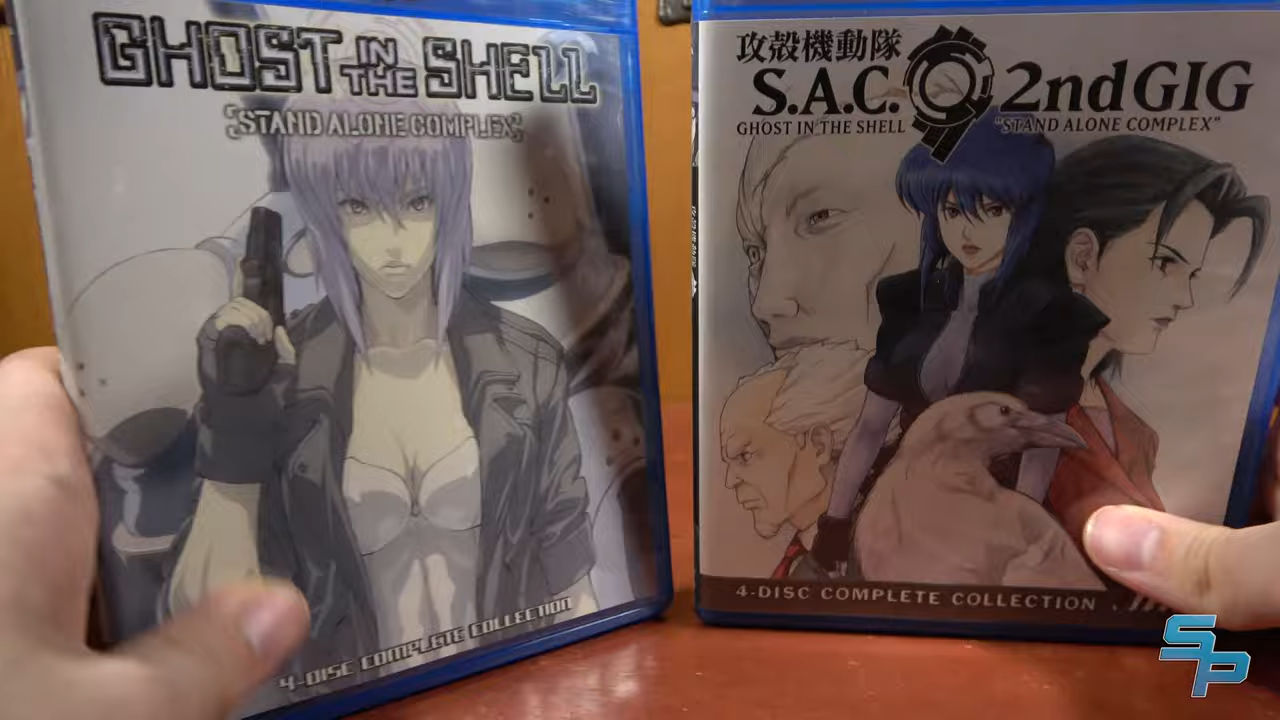 GHOST IN THE SHELL
[STAND ALONE COMPLEX]
4-DISC COMPLETE COLLECTION
攻殻機動隊
S.A.C. 2nd GIG
GHOST IN THE SHELL "STAND ALONE COMPLEX"
4-DISC COMPLETE COLLECTION
SP